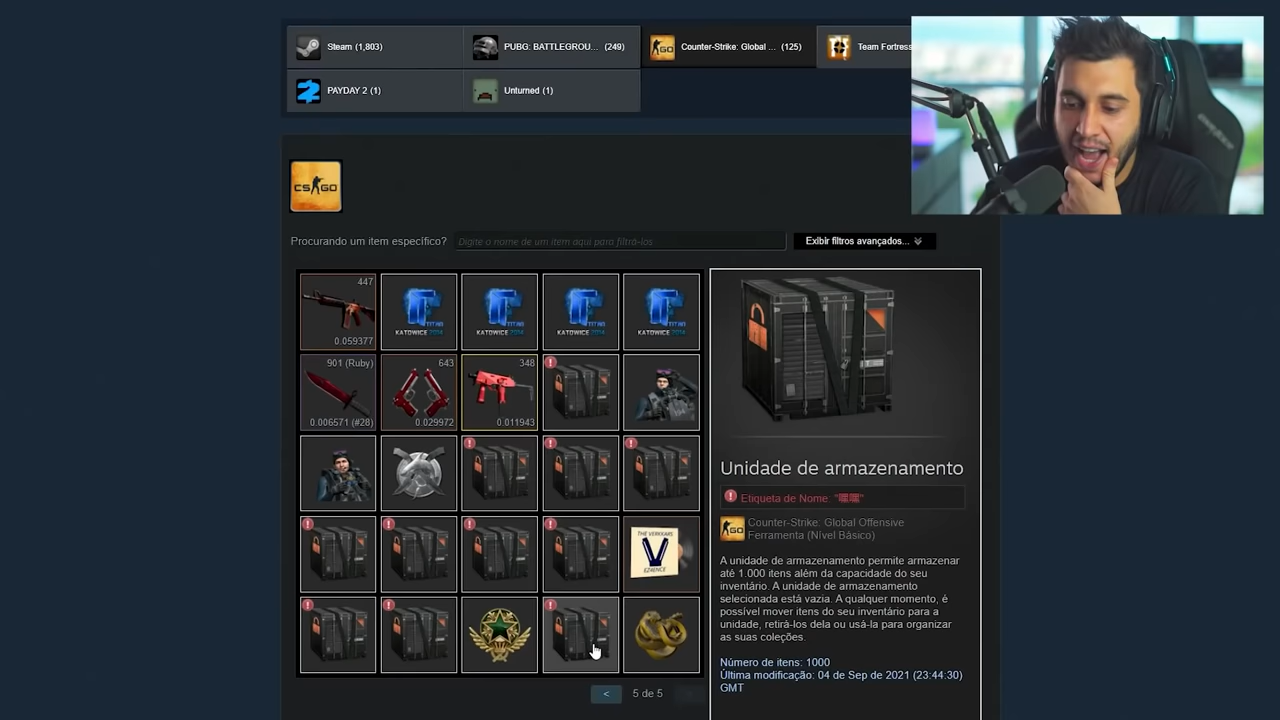 Steam (1,803)
PUBG: BATTLEGROU... (249)
Counter-Strike: Global ... (125)
Team Fortress
PAYDAY 2 (1)
Unturned (1)
CS GO
Procurando um item específico?
Digite o nome de um item aqui para filtrá-los
Exibir filtros avançados...
447
0.059377
KATOWICE 2014
KATOWICE 2014
KATOWICE 2014
KATOWICE 2014
901 (Ruby)
0.006571 (#28)
643
0.029972
348
0.011943
THE VERKKARS
EZ4ENCE
Unidade de armazenamento
Etiqueta de Nome: "嘿嘿"
GO
Counter-Strike: Global Offensive
Ferramenta (Nível Básico)
A unidade de armazenamento permite armazenar
até 1.000 itens além da capacidade do seu
inventário. A unidade de armazenamento
selecionada está vazia. A qualquer momento, é
possível mover itens do seu inventário para a
unidade, retirá-los dela ou usá-la para organizar
as suas coleções.
Número de itens: 1000
Última modificação: 04 de Sep de 2021 (23:44:30)
GMT
< 5 de 5